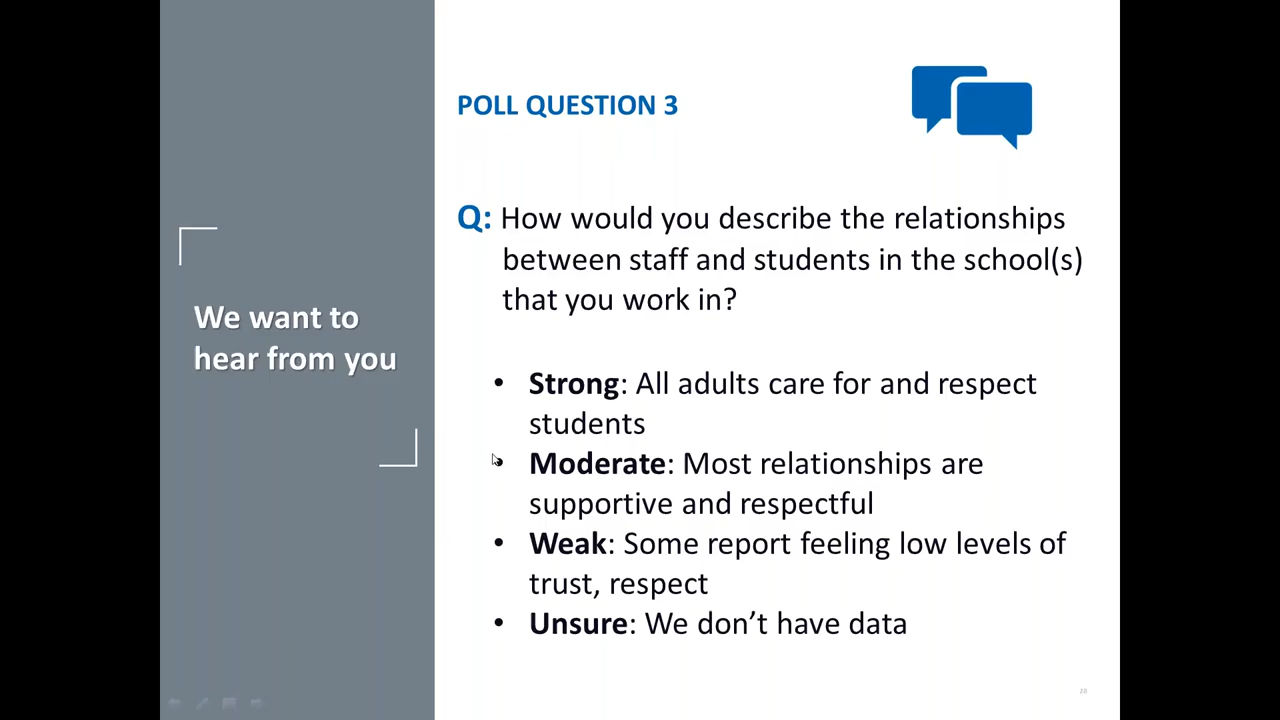 POLL QUESTION 3
Q: How would you describe the relationships
between staff and students in the school(s)
that you work in?
We want to
hear from you
• Strong: All adults care for and respect
students
• Moderate: Most relationships are
supportive and respectful
• Weak: Some report feeling low levels of
trust, respect
• Unsure: We don’t have data